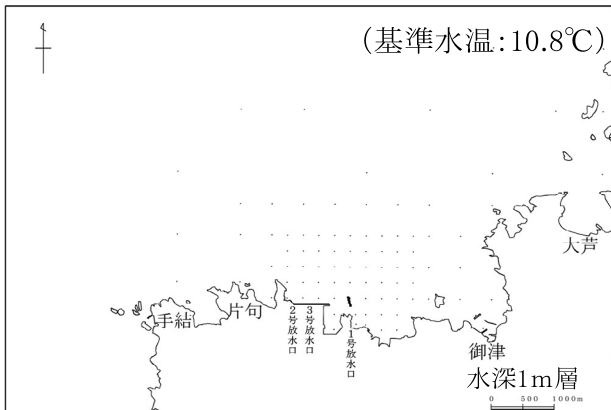 (基準水温:10.8℃)
大芦
片句
手結
2号放水口
3号放水口
1号放水口
御津
水深1m層
0 500 1000m